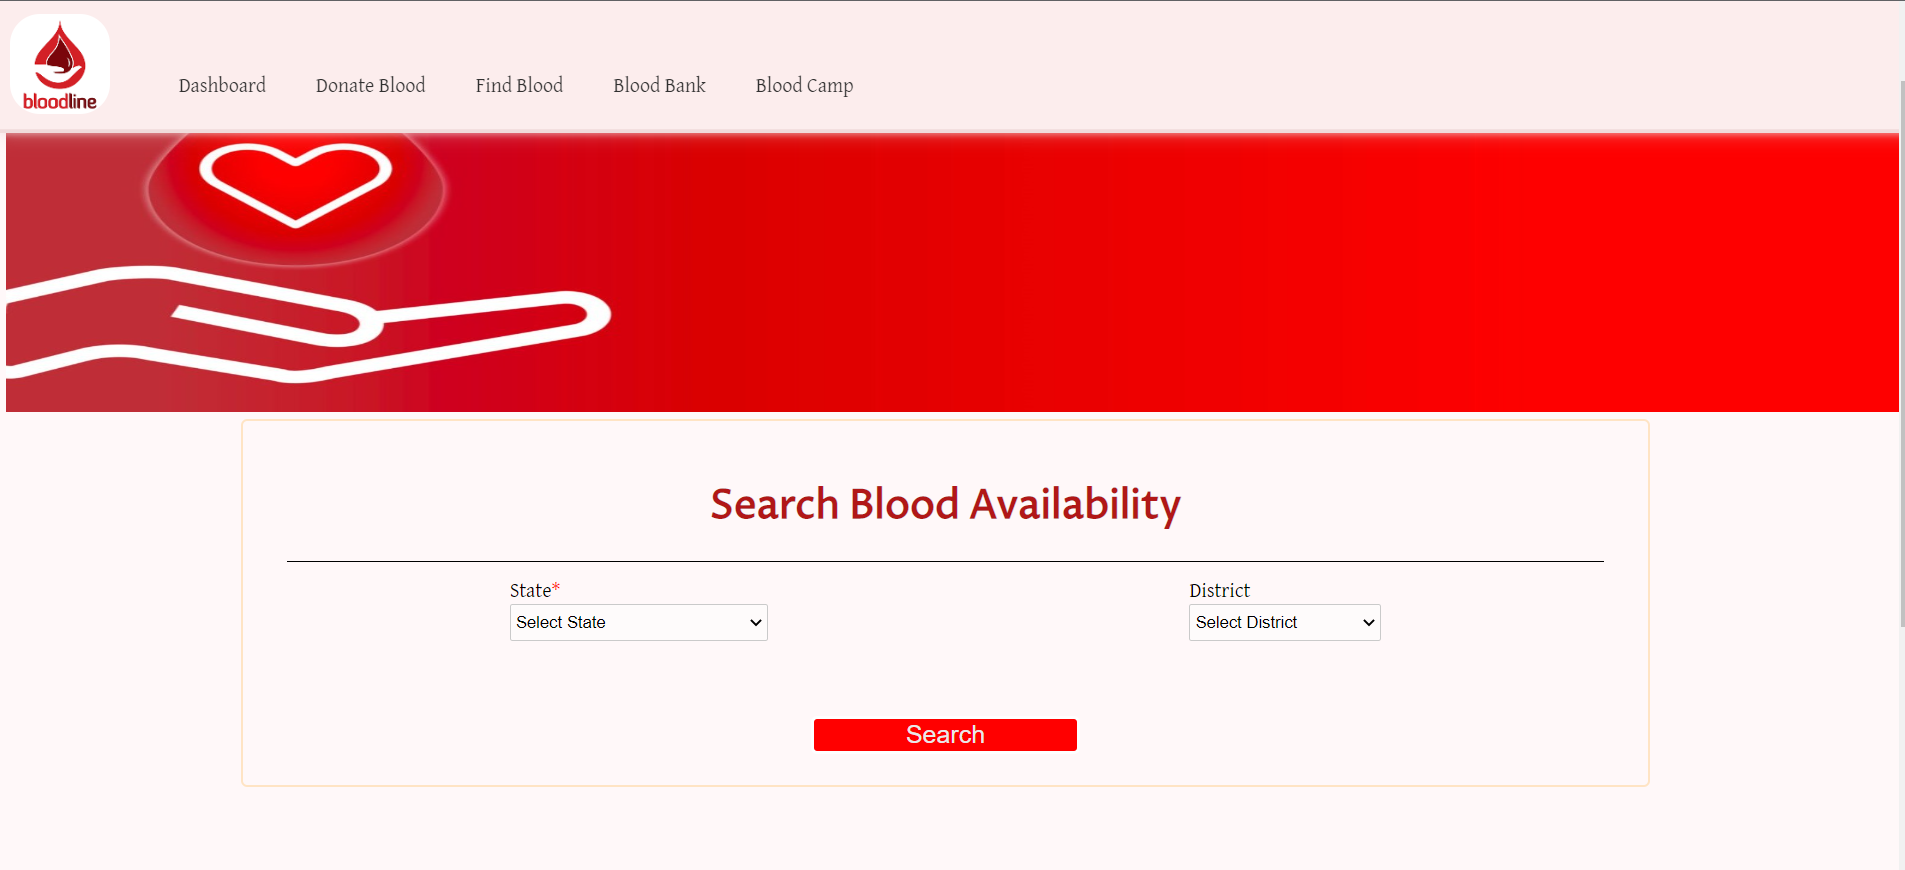 bloodline
Dashboard Donate Blood Find Blood Blood Bank Blood Camp
Search Blood Availability
State* District
Select State Select District
Search